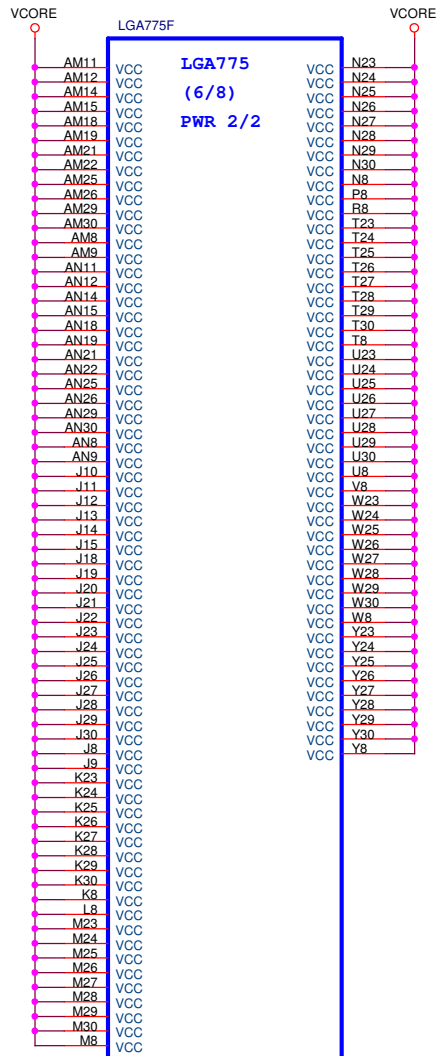 VCORE VCORE
LGA775F
LGA775
(6/8)
PWR 2/2
AM11 VCC VCC N23
AM12 VCC VCC N24
AM14 VCC VCC N25
AM15 VCC VCC N26
AM18 VCC VCC N27
AM19 VCC VCC N28
AM21 VCC VCC N29
AM22 VCC VCC N30
AM25 VCC VCC N8
AM26 VCC VCC P8
AM29 VCC VCC R8
AM30 VCC VCC T23
AM8 VCC VCC T24
AM9 VCC VCC T25
AN11 VCC VCC T26
AN12 VCC VCC T27
AN14 VCC VCC T28
AN15 VCC VCC T29
AN18 VCC VCC T30
AN19 VCC VCC T8
AN21 VCC VCC U23
AN22 VCC VCC U24
AN25 VCC VCC U25
AN26 VCC VCC U26
AN29 VCC VCC U27
AN30 VCC VCC U28
AN8 VCC VCC U29
AN9 VCC VCC U30
J10 VCC VCC U8
J11 VCC VCC V8
J12 VCC VCC W23
J13 VCC VCC W24
J14 VCC VCC W25
J15 VCC VCC W26
J18 VCC VCC W27
J19 VCC VCC W28
J20 VCC VCC W29
J21 VCC VCC W30
J22 VCC VCC W8
J23 VCC VCC Y23
J24 VCC VCC Y24
J25 VCC VCC Y25
J26 VCC VCC Y26
J27 VCC VCC Y27
J28 VCC VCC Y28
J29 VCC VCC Y29
J30 VCC VCC Y30
J8 VCC VCC Y8
J9 VCC
K23 VCC
K24 VCC
K25 VCC
K26 VCC
K27 VCC
K28 VCC
K29 VCC
K30 VCC
K8 VCC
L8 VCC
M23 VCC
M24 VCC
M25 VCC
M26 VCC
M27 VCC
M28 VCC
M29 VCC
M30 VCC
M8 VCC